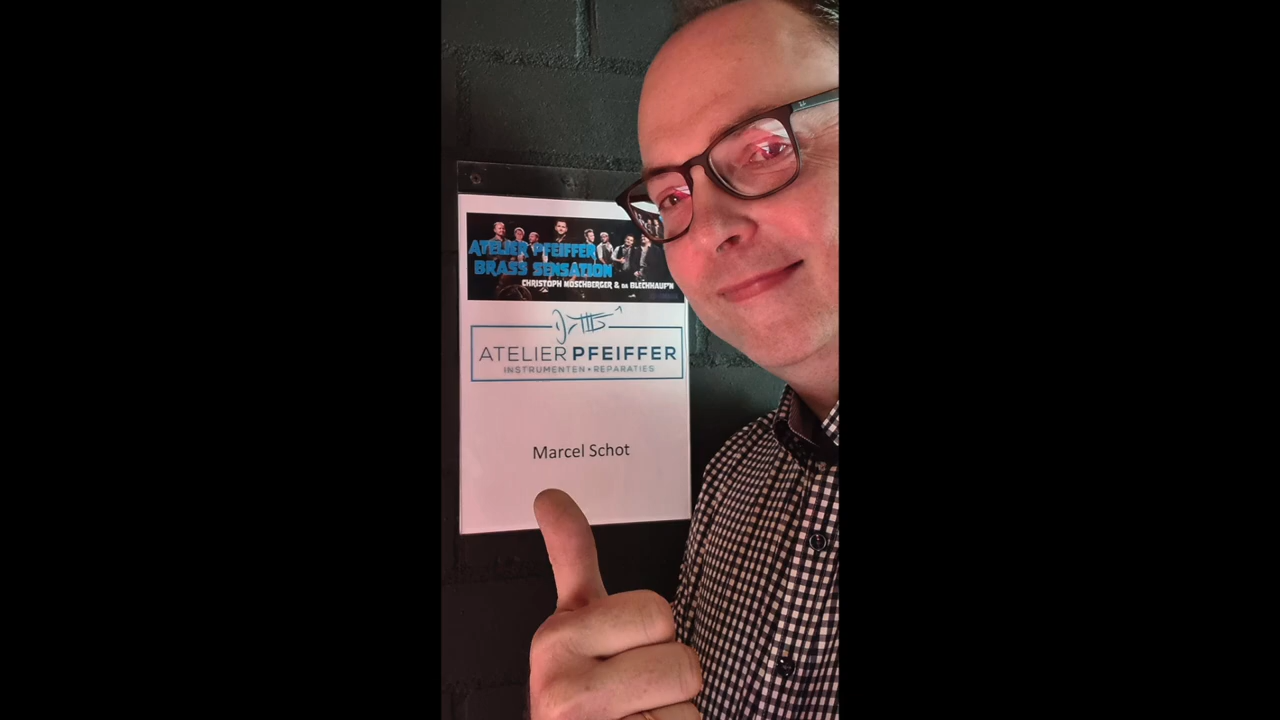 ATELIER PFEIFFER
BRASS SENSATION
CHRISTOPH MOSCHBERGER & DA BLECHHAUF'N
ATELIER PFEIFFER
INSTRUMENTEN + REPARATIES
Marcel Schot